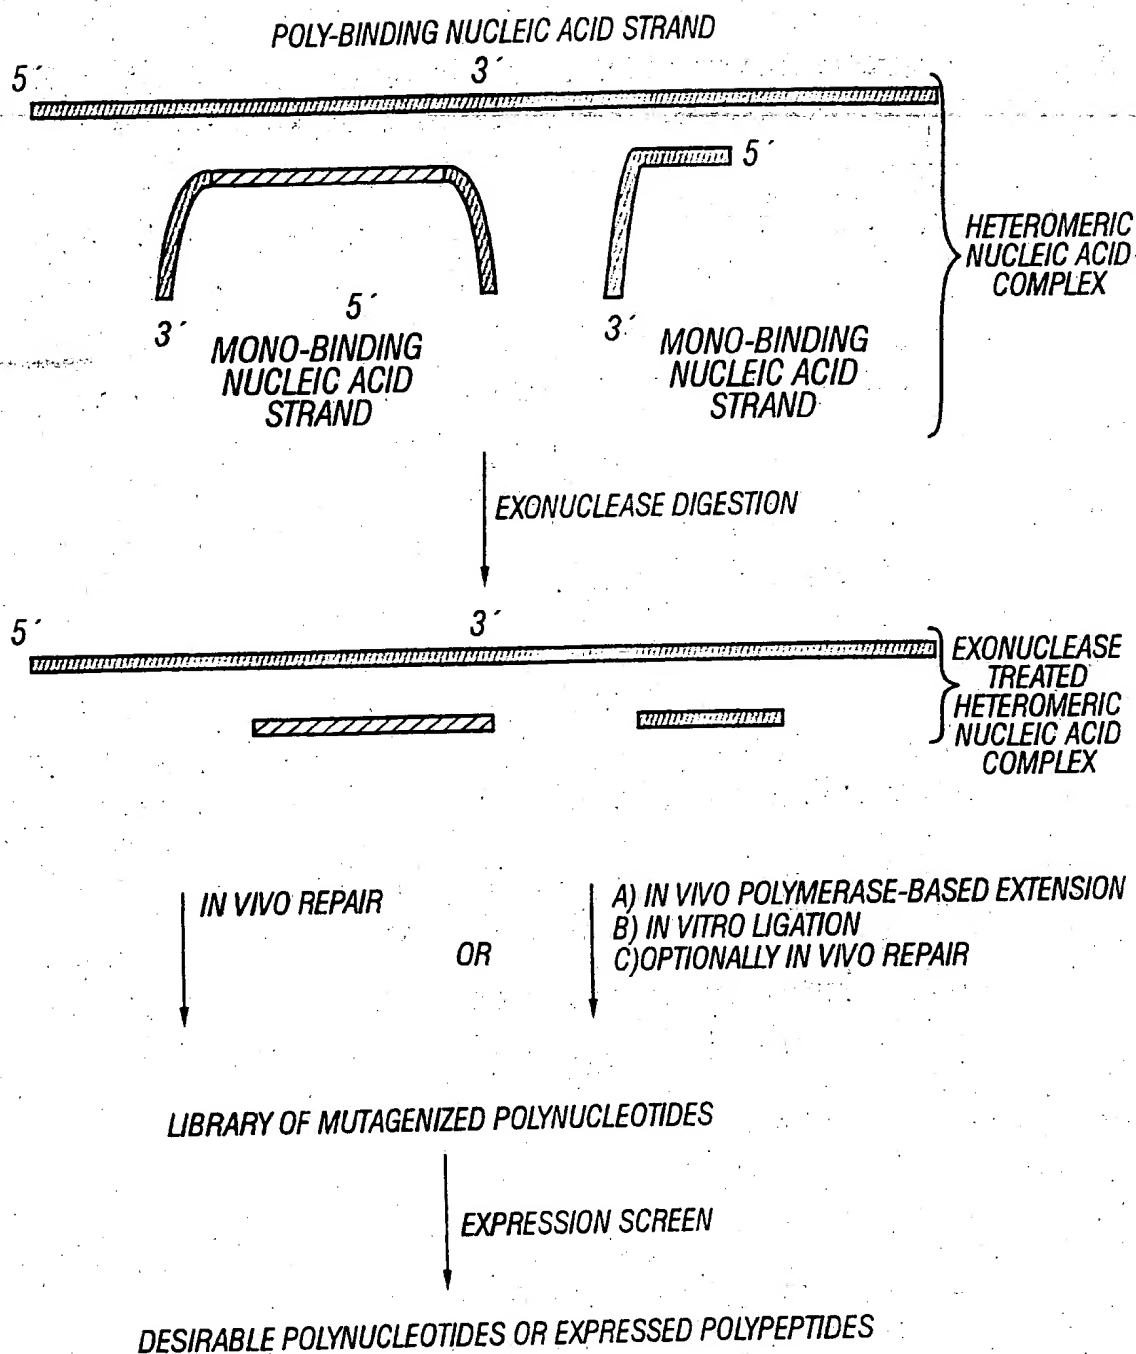 POLY-BINDING NUCLEIC ACID STRAND
5´
3´
5´
HETEROMERIC
NUCLEIC ACID
COMPLEX
3´
5´
MONO-BINDING
NUCLEIC ACID
STRAND
3´
MONO-BINDING
NUCLEIC ACID
STRAND
EXONUCLEASE DIGESTION
5´
3´
EXONUCLEASE
TREATED
HETEROMERIC
NUCLEIC ACID
COMPLEX
IN VIVO REPAIR
OR
A) IN VIVO POLYMERASE-BASED EXTENSION
B) IN VITRO LIGATION
C)OPTIONALLY IN VIVO REPAIR
LIBRARY OF MUTAGENIZED POLYNUCLEOTIDES
EXPRESSION SCREEN
DESIRABLE POLYNUCLEOTIDES OR EXPRESSED POLYPEPTIDES